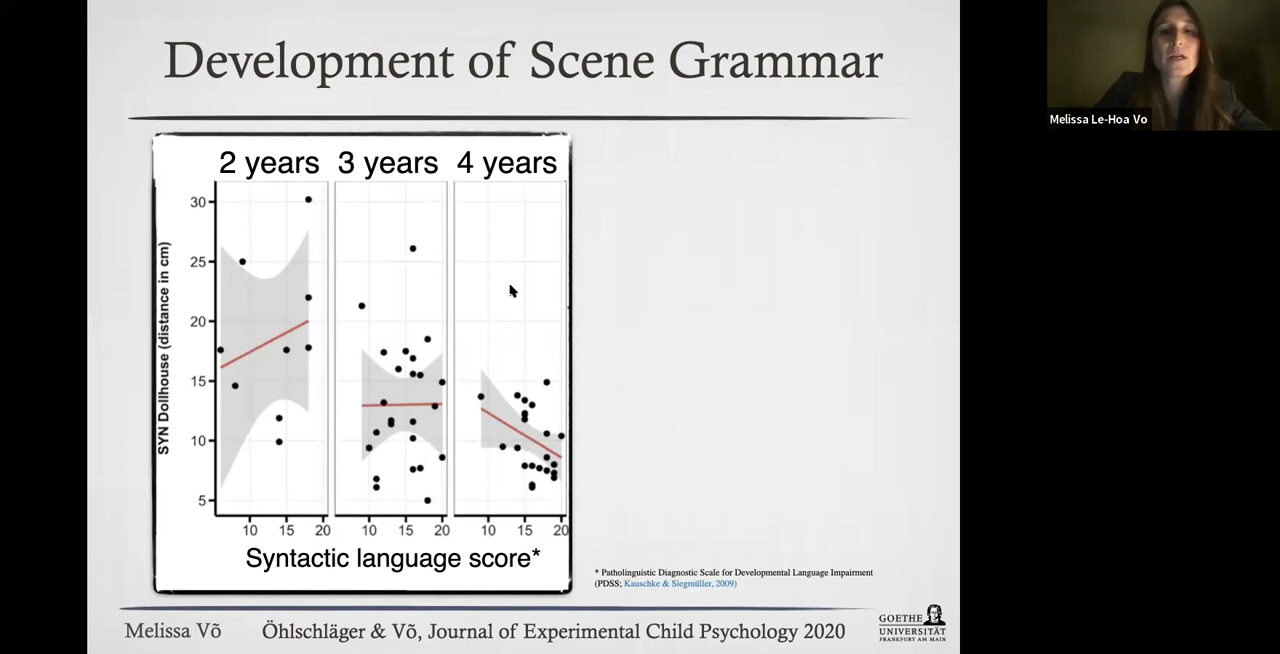 Development of Scene Grammar
Melissa Le-Hoa Vo
2 years 3 years 4 years
SYN Dollhouse (distance in cm)
30
25
20
15
10
5
10 15 20 10 15 20 10 15 20
Syntactic language score*
* Patholinguistic Diagnostic Scale for Developmental Language Impairment
(PDSS; Kauschke & Siegmüller, 2009)
Melissa Võ Öhlschläger & Võ, Journal of Experimental Child Psychology 2020
GOETHE
UNIVERSITÄT
FRANKFURT AM MAIN